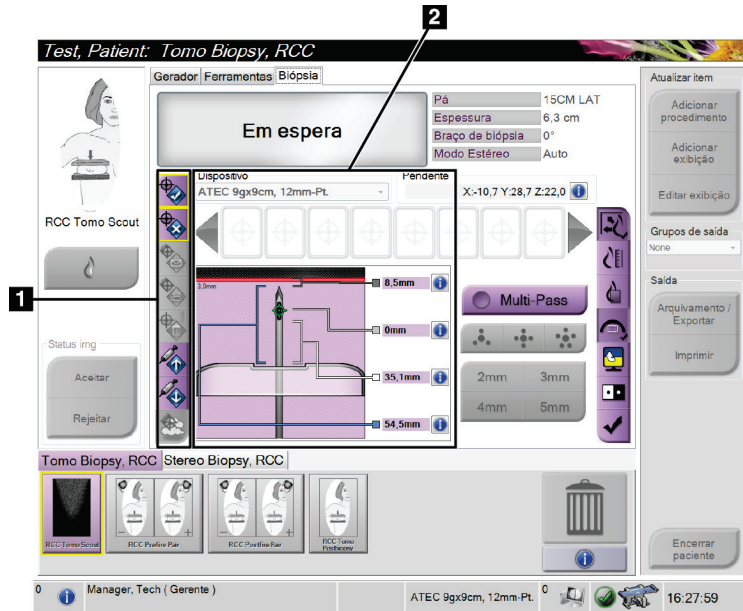 2
Test, Patient: Tomo Biopsy, RCC
Gerador Ferramentas Biópsia
Em espera
Pá 15CM LAT
Espessura 6,3 cm
Braço de biópsia 0°
Modo Estéreo Auto
Atualizar item
Adicionar
procedimento
Adicionar
exibição
Editar exibição
Grupos de saída
None
Saída
Arquivamento /
Exportar
Imprimir
Encerrar
paciente
RCC Tomo Scout
Status img
Aceitar
Rejeitar
1
Dispositivo
ATEC 9gx9cm, 12mm-Pt.
Pendente
X:-10,7 Y:28,7 Z:22,0
3,0mm
8,5mm
0mm
35,1mm
54,5mm
Multi-Pass
2mm 3mm
4mm 5mm
Tomo Biopsy, RCC Stereo Biopsy, RCC
RCC Tomo Scout
RCC Prefire Pair
RCC Postfire Pair
RCC Tomo
Postbiopsy
0 Manager, Tech ( Gerente ) ATEC 9gx9cm, 12mm-Pt. 0 16:27:59